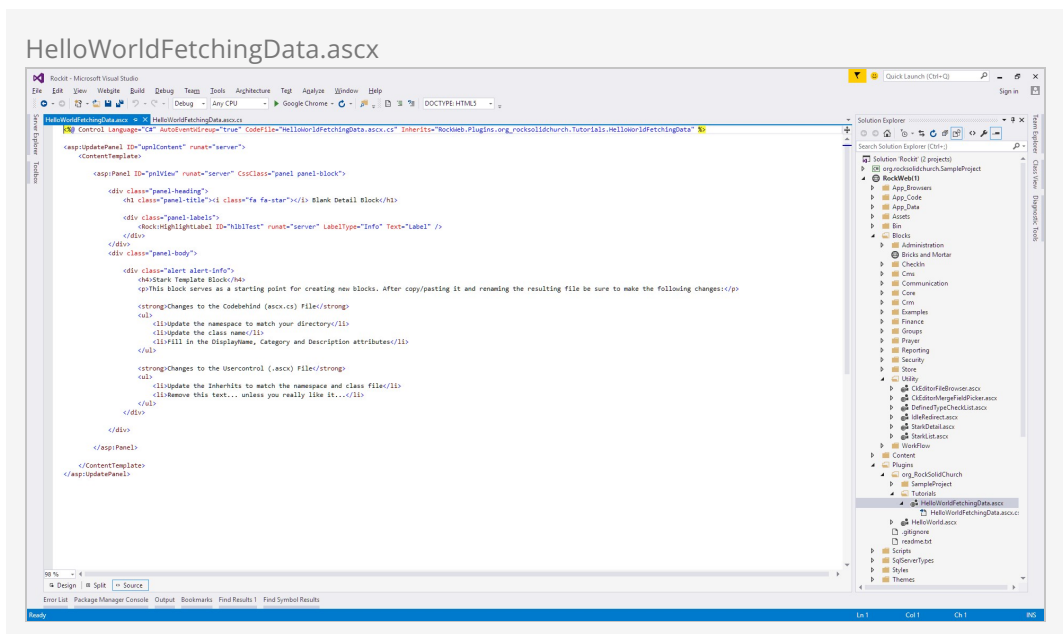 HelloWorldFetchingData.ascx
Rockit - Microsoft Visual Studio
Quick Launch (Ctrl+Q)
File Edit View Website Build Debug Team Tools Architecture Test Analyze Window Help
Sign in
Debug Any CPU Google Chrome DOCTYPE: HTML5
Server Explorer
Toolbox
HelloWorldFetchingData.ascx HelloWorldFetchingData.ascx.cs
<%@ Control Language="C#" AutoEventWireup="true" CodeFile="HelloWorldFetchingData.ascx.cs" Inherits="RockWeb.Plugins.org_rocksolidchurch.Tutorials.HelloWorldFetchingData" %>
<asp:UpdatePanel ID="upnlContent" runat="server">
<ContentTemplate>
<asp:Panel ID="pnlView" runat="server" CssClass="panel panel-block">
<div class="panel-heading">
<h1 class="panel-title"><i class="fa fa-star"></i> Blank Detail Block</h1>
<div class="panel-labels">
<Rock:HighlightLabel ID="hlblTest" runat="server" LabelType="Info" Text="Label" />
</div>
</div>
<div class="panel-body">
<div class="alert alert-info">
<h4>Stark Template Block</h4>
<p>This block serves as a starting point for creating new blocks. After copy/pasting it and renaming the resulting file be sure to make the following changes:</p>
<strong>Changes to the Codebehind (ascx.cs) File</strong>
<ul>
<li>Update the namespace to match your directory</li>
<li>Update the class name</li>
<li>Fill in the DisplayName, Category and Description attributes</li>
</ul>
<strong>Changes to the Usercontrol (.ascx) File</strong>
<ul>
<li>Update the Inherhits to match the namespace and class file</li>
<li>Remove this text... unless you really like it...</li>
</ul>
</div>
</div>
</asp:Panel>
</ContentTemplate>
</asp:UpdatePanel>
98 %
Design Split Source
Error List Package Manager Console Output Bookmarks Find Results 1 Find Symbol Results
Ready
Ln 1 Col 1 Ch 1 INS
Solution Explorer
Search Solution Explorer (Ctrl+;)
Solution 'Rockit' (2 projects)
org.rocksolidchurch.SampleProject
RockWeb(1)
App_Browsers
App_Code
App_Data
Assets
Bin
Blocks
Administration
Bricks and Mortar
CheckIn
Cms
Communication
Core
Crm
Examples
Finance
Groups
Prayer
Reporting
Security
Store
Utility
CkEditorFileBrowser.ascx
CkEditorMergeFieldPicker.ascx
DefinedTypeCheckList.ascx
IdleRedirect.ascx
StarkDetail.ascx
StarkList.ascx
WorkFlow
Content
Plugins
org_RockSolidChurch
SampleProject
Tutorials
HelloWorldFetchingData.ascx
HelloWorldFetchingData.ascx.c
HelloWorld.ascx
.gitignore
readme.txt
Scripts
SqlServerTypes
Styles
Themes
Team Explorer
Class View
Diagnostic Tools